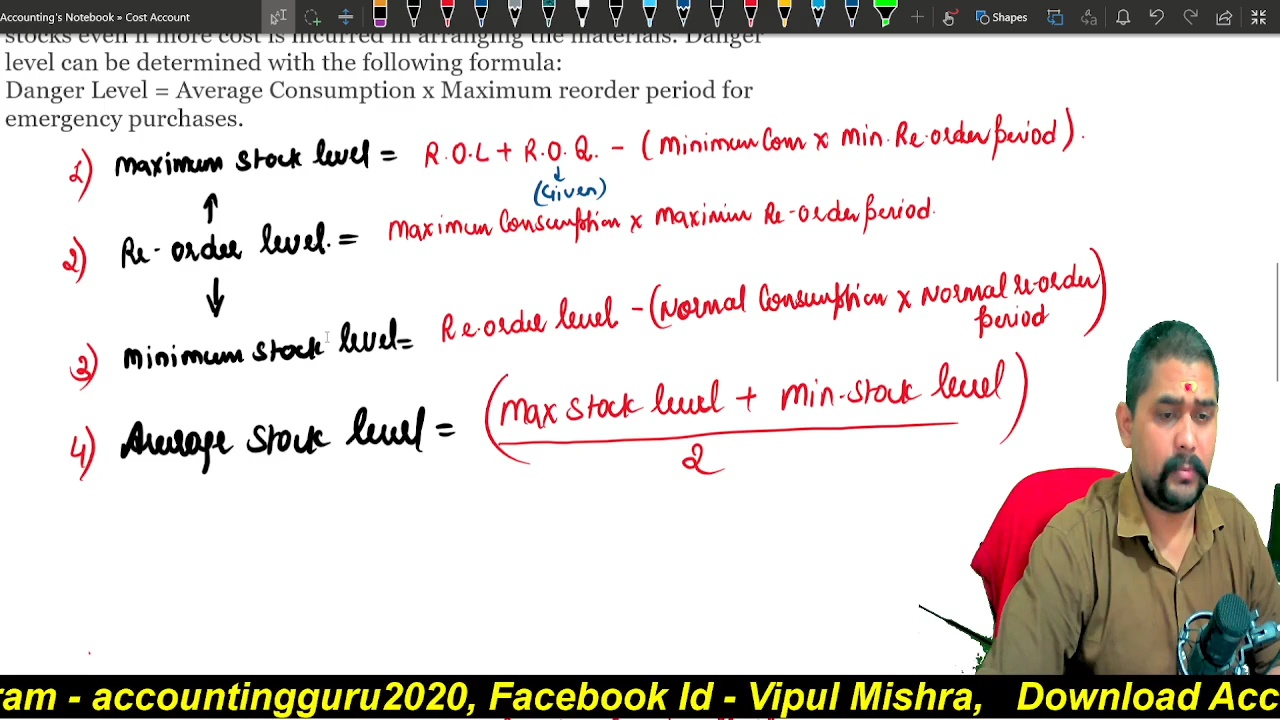 Accounting's Notebook » Cost Account
Shapes
stocks even if more cost is incurred in arranging the materials. Danger
level can be determined with the following formula:
Danger Level = Average Consumption x Maximum reorder period for
emergency purchases.
1) Maximum stock level = R.O.L + R.O.Q. - (Minimum Con x Min. Re-order period).
(Given)
2) Re-order level. = Maximum Consumption x Maximum Re-order period.
3) Minimum stock level = Re-order level - (Normal Consumption x Normal re-order period)
4) Average stock level = (Max stock level + Min-stock level)
2
ram - accountingguru2020, Facebook Id - Vipul Mishra, Download Acc